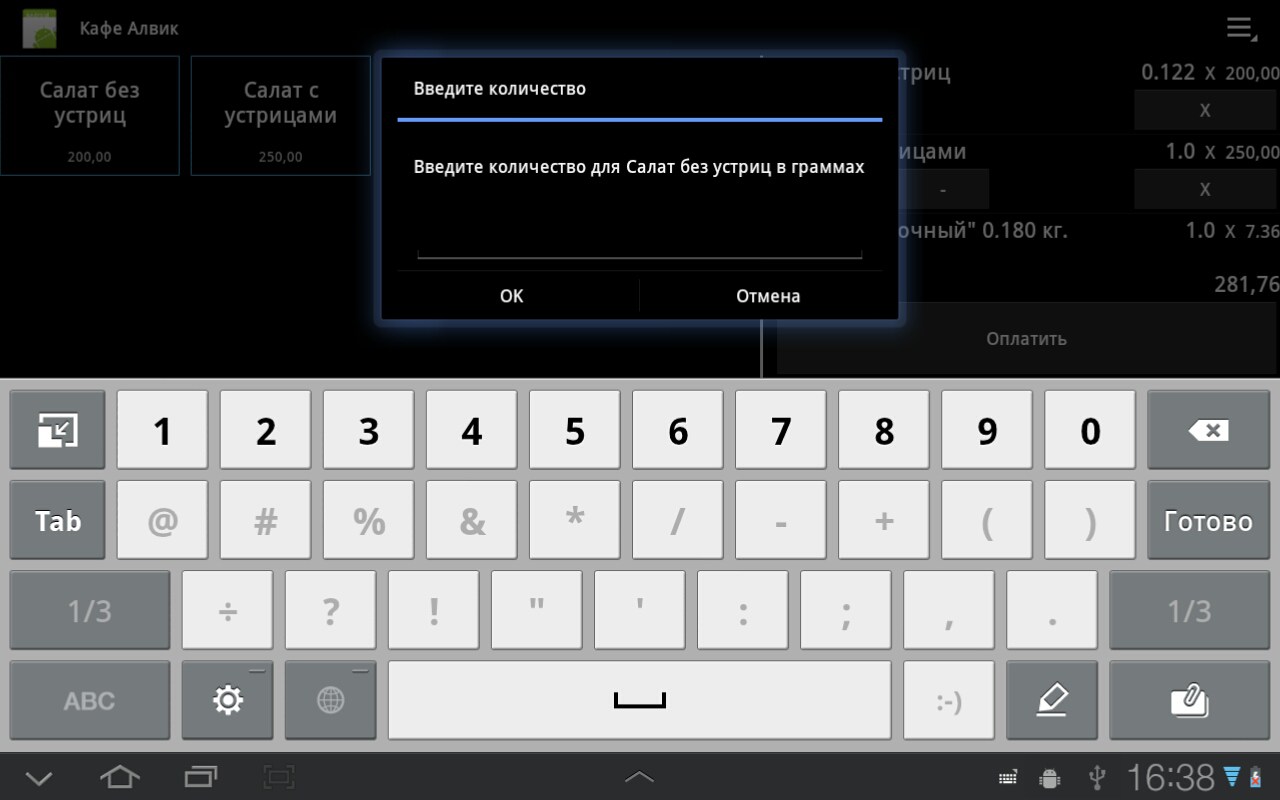 Кафе Алвик
Салат без
устриц
200,00
Салат с
устрицами
250,00
Введите количество
Введите количество для Салат без устриц в граммах
OK
Отмена
триц
0.122 X 200,00
X
ицами
1.0 X 250,00
-
X
очный" 0.180 кг.
1.0 X 7.36
281,76
Оплатить
1 2 3 4 5 6 7 8 9 0
Tab @ # % & * / - + ( ) Готово
1/3 ÷ ? ! " ' : ; , . 1/3
ABC :-)
16:38